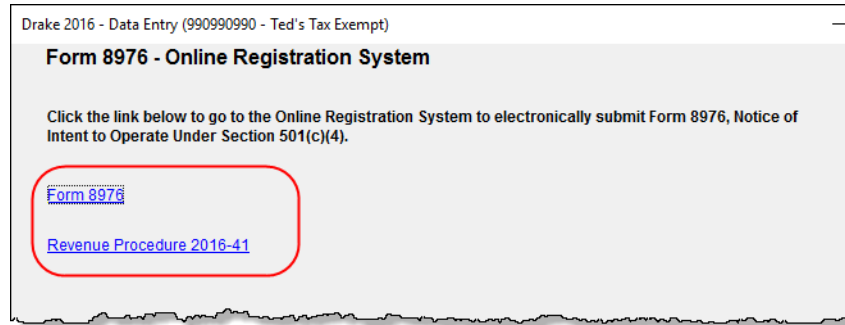 Drake 2016 - Data Entry (990990990 - Ted's Tax Exempt)
Form 8976 - Online Registration System
Click the link below to go to the Online Registration System to electronically submit Form 8976, Notice of
Intent to Operate Under Section 501(c)(4).
Form 8976
Revenue Procedure 2016-41